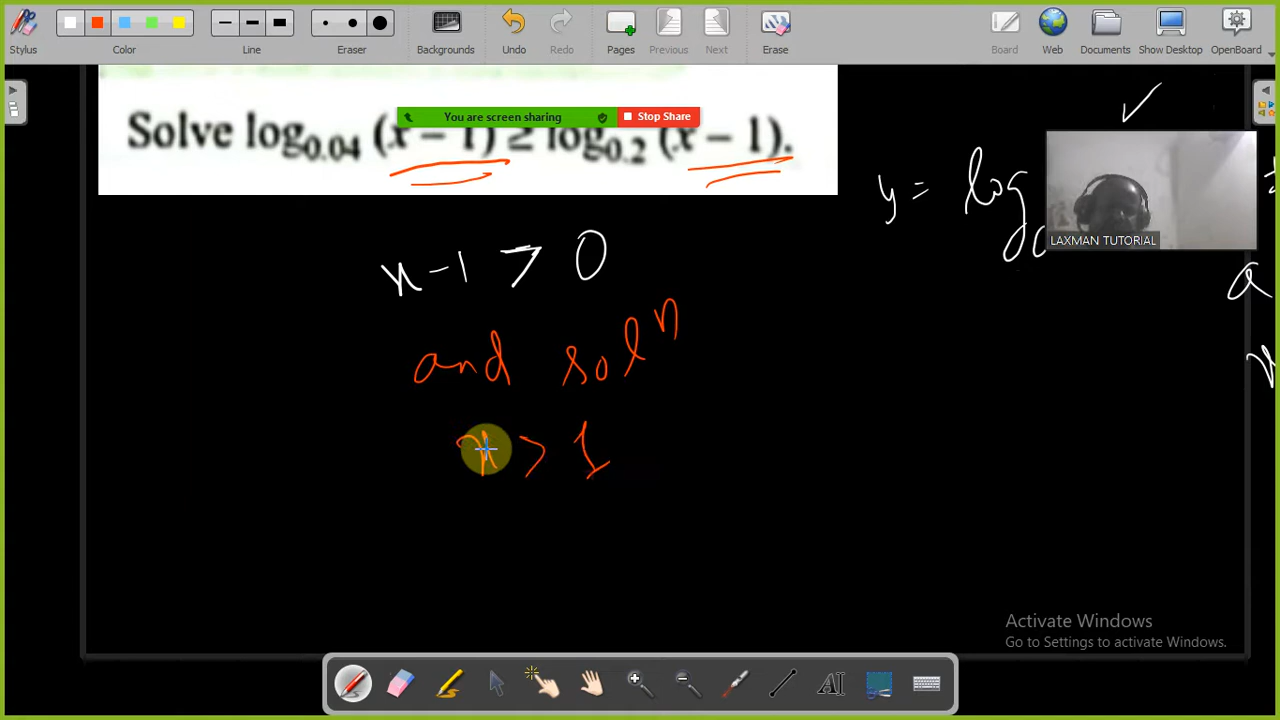 Stylus
Color
Line
Eraser
Backgrounds
Undo
Redo
Pages
Previous
Next
Erase
Board
Web
Documents
Show Desktop
OpenBoard
You are screen sharing
Stop Share
Solve log0.04 (x − 1) ≥ log0.2 (x − 1).
y = log
LAXMAN TUTORIAL
x-1 > 0
a
and solⁿ
x > 1
Activate Windows
Go to Settings to activate Windows.
AI